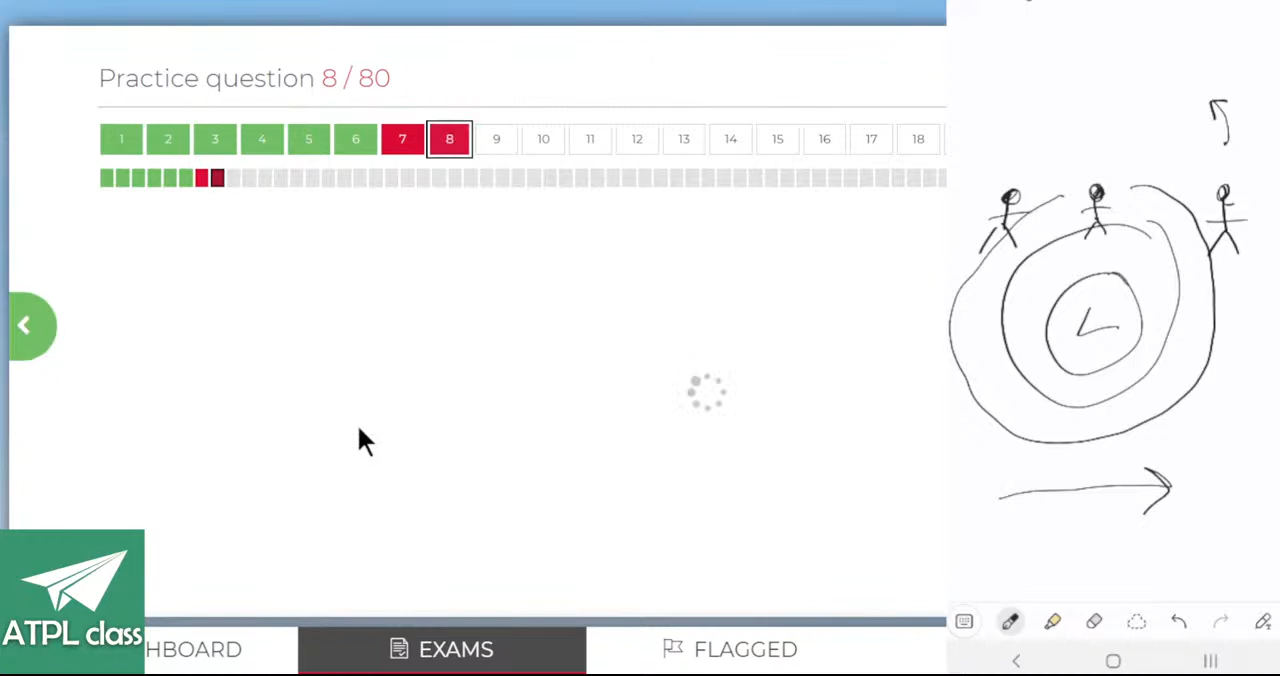 Practice question 8 / 80
1 2 3 4 5 6 7 8 9 10 11 12 13 14 15 16 17 18
L
ATPL class
HBOARD
EXAMS
FLAGGED